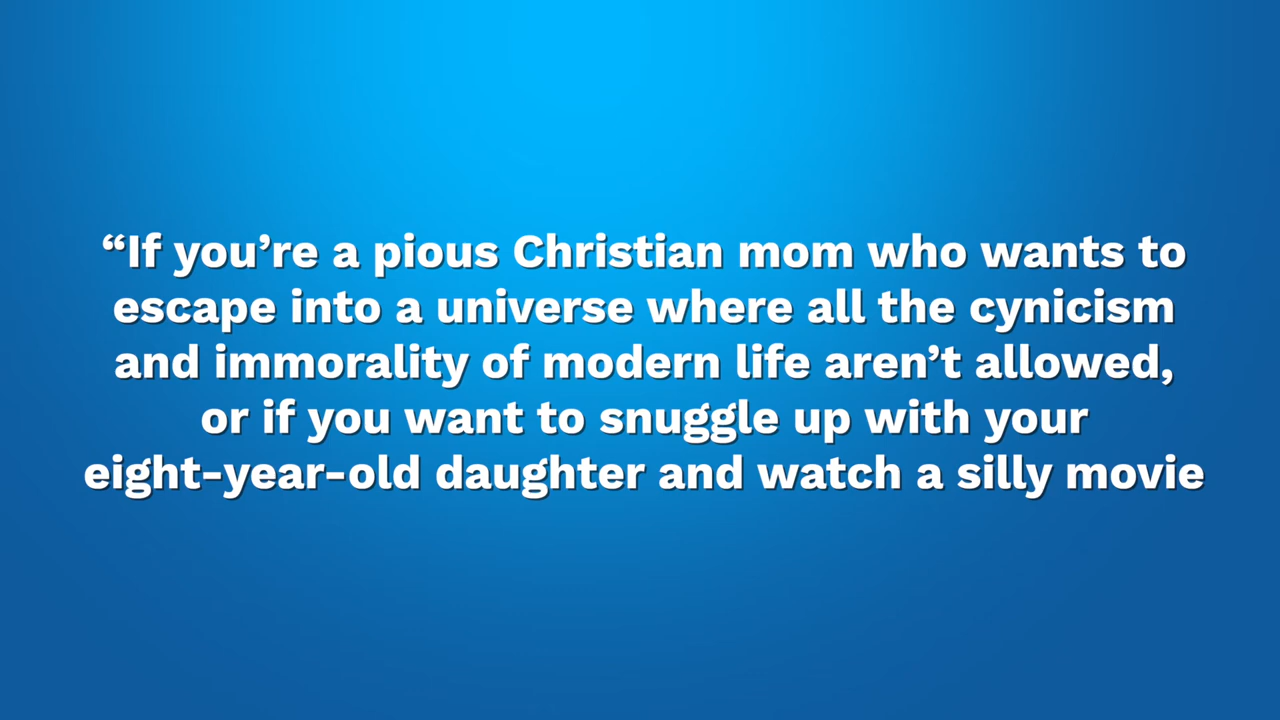 “If you’re a pious Christian mom who wants to
escape into a universe where all the cynicism
and immorality of modern life aren’t allowed,
or if you want to snuggle up with your
eight-year-old daughter and watch a silly movie